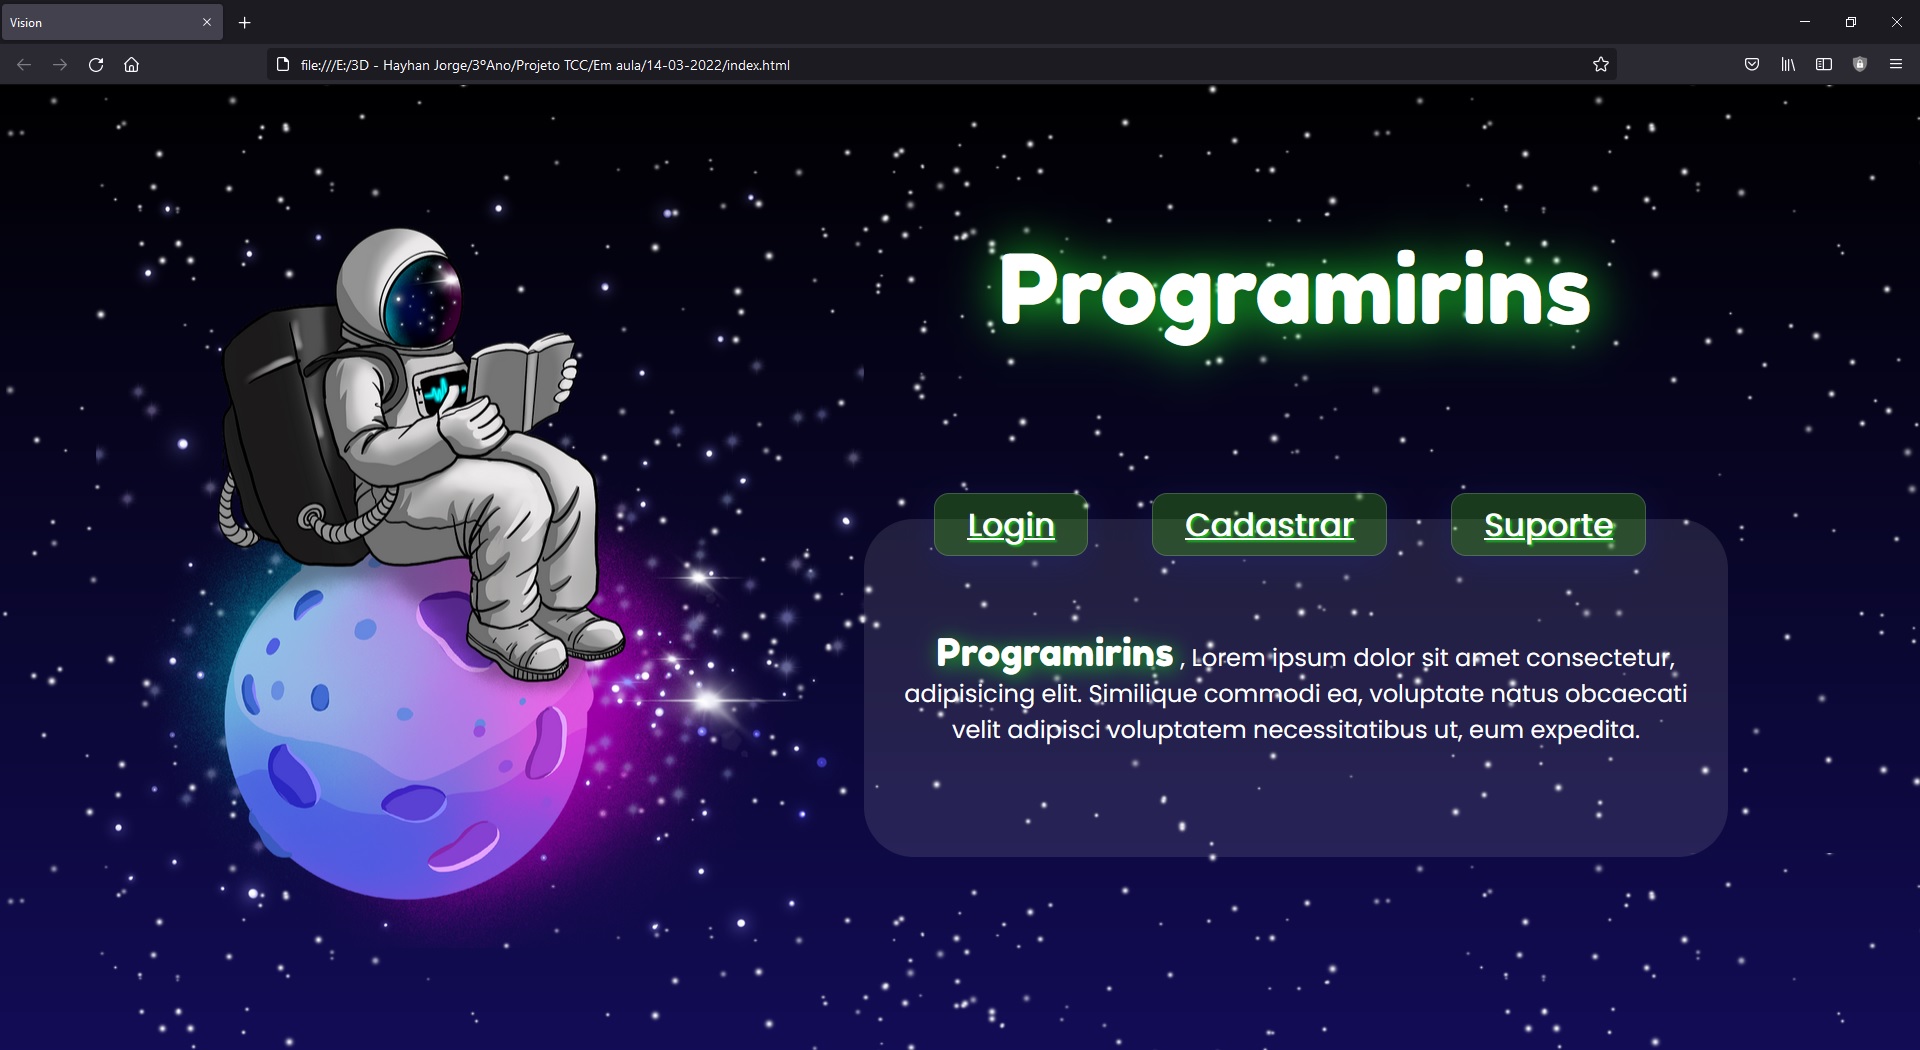 Vision
file:///E:/3D - Hayhan Jorge/3ºAno/Projeto TCC/Em aula/14-03-2022/index.html
Programirins
Login Cadastrar Suporte
Programirins , Lorem ipsum dolor sit amet consectetur,
adipisicing elit. Similique commodi ea, voluptate natus obcaecati
velit adipisci voluptatem necessitatibus ut, eum expedita.